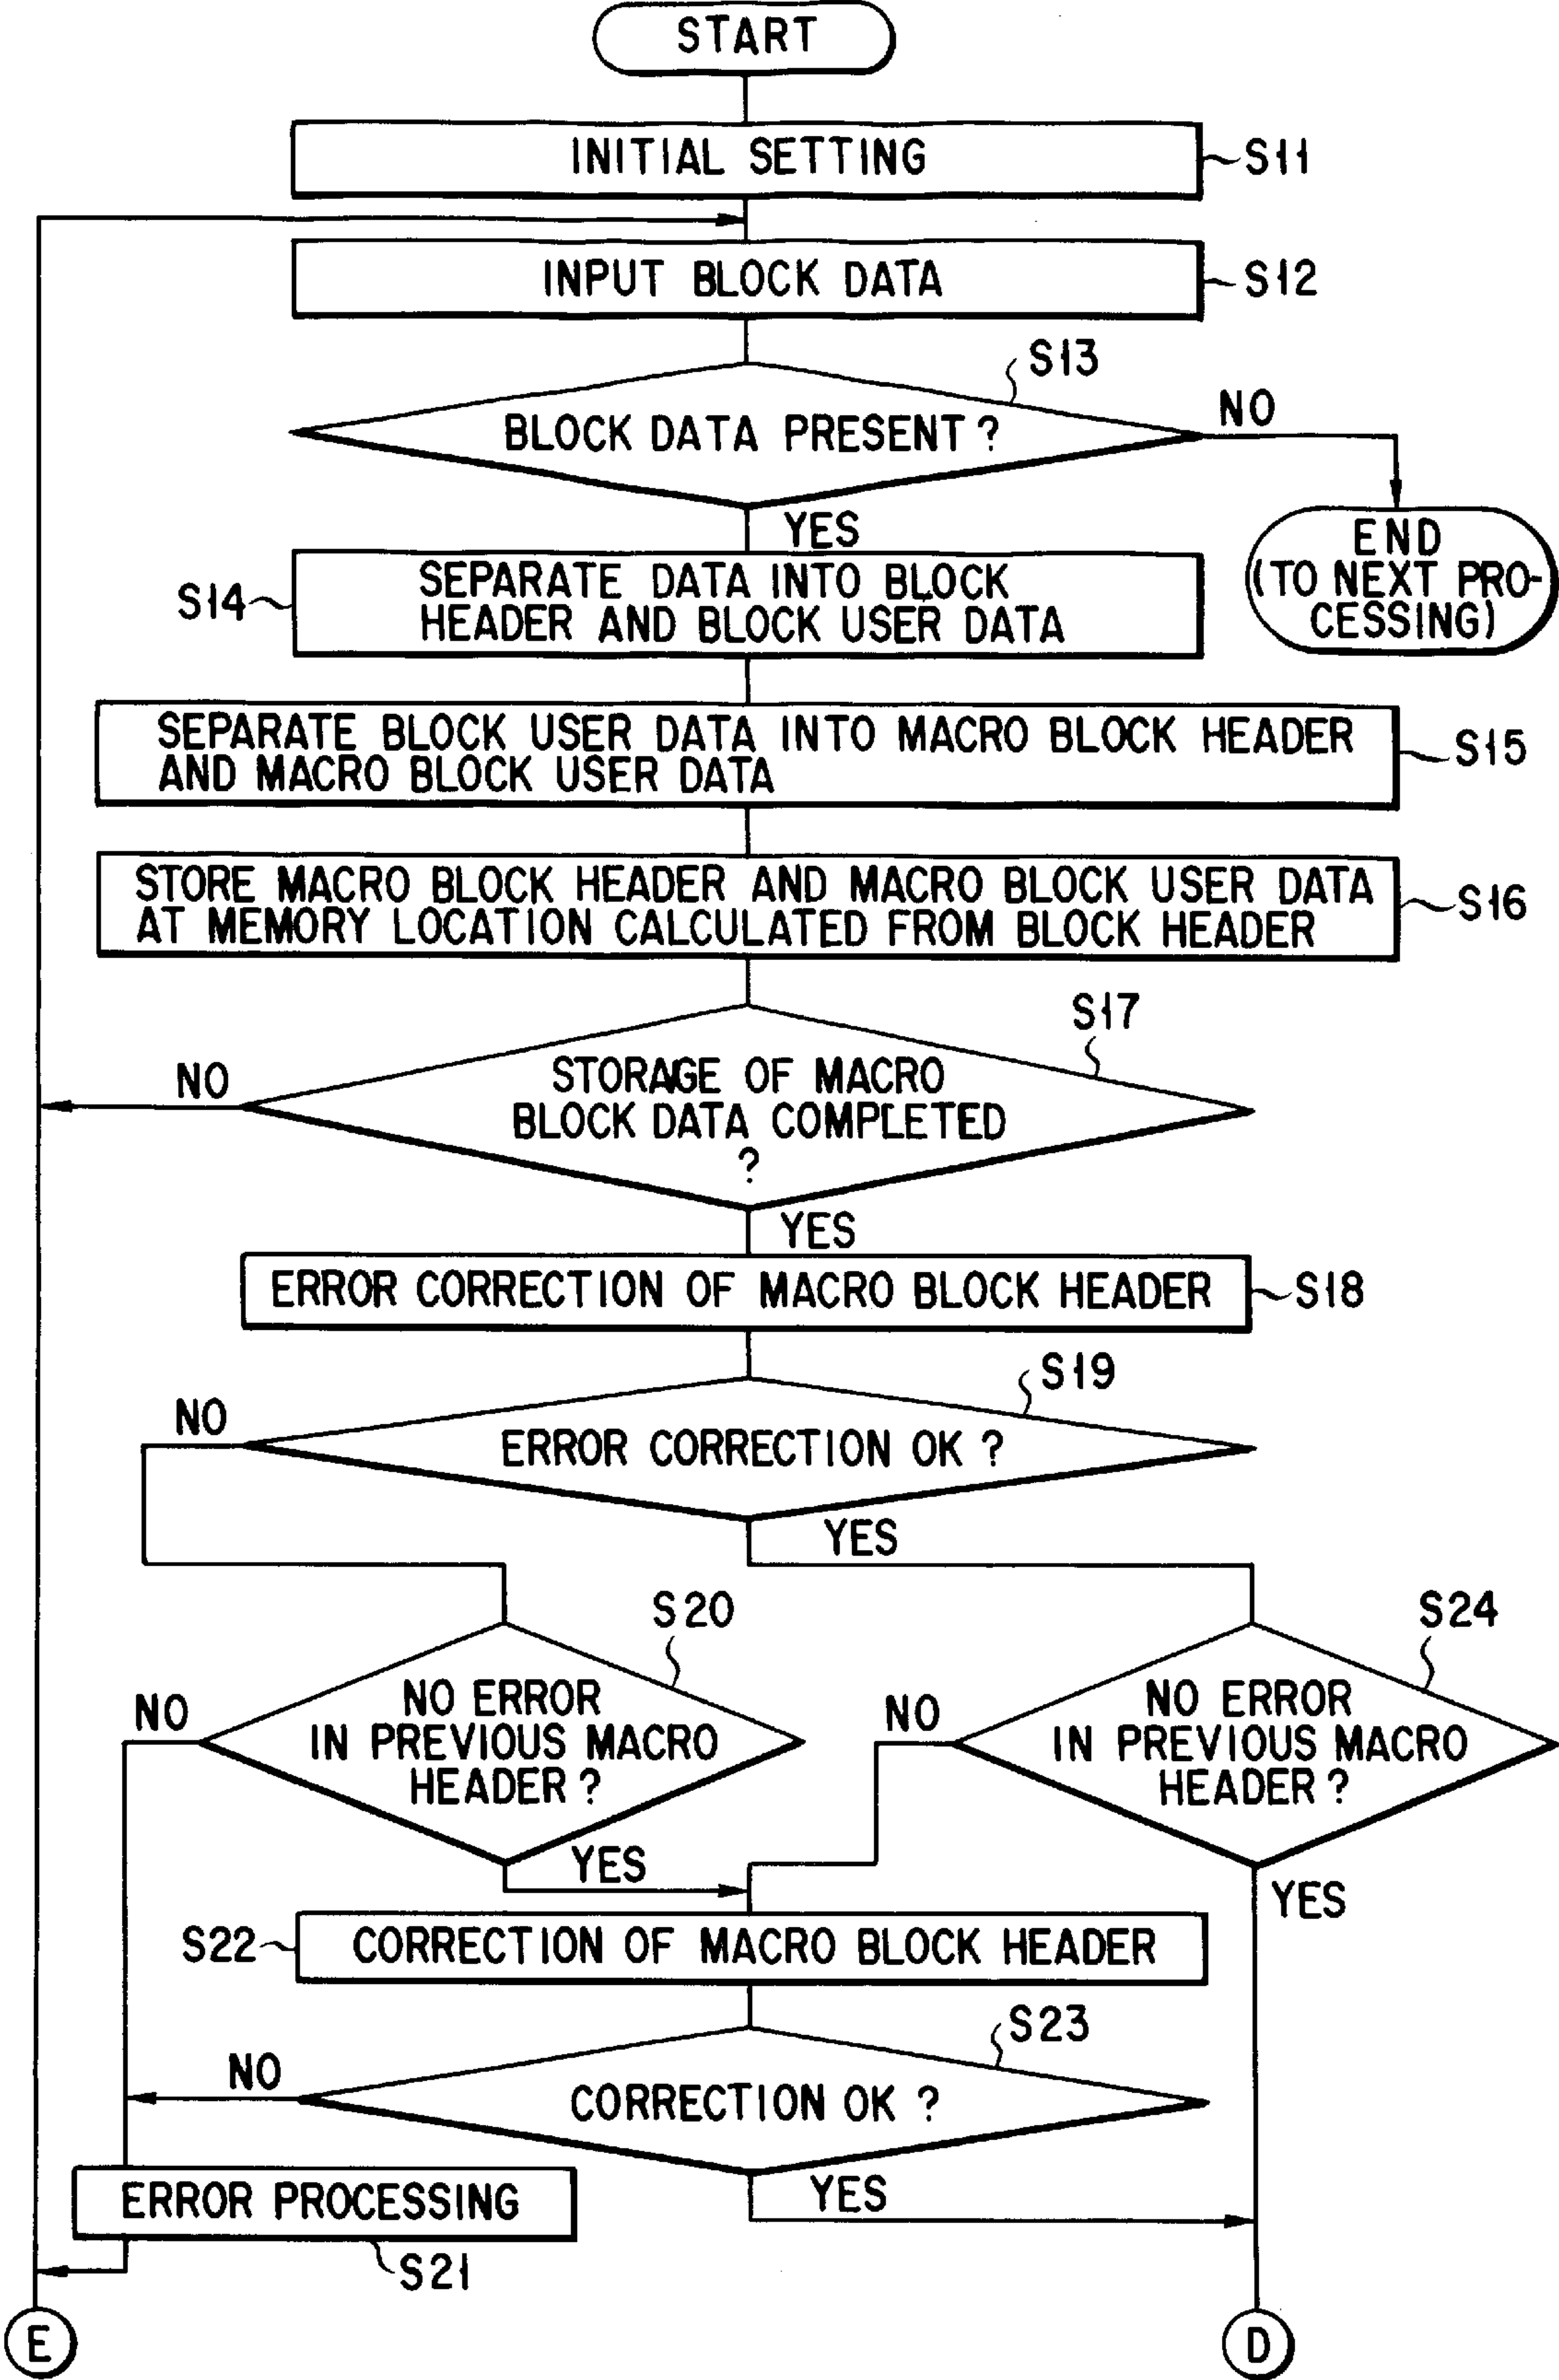 START
INITIAL SETTING
S11
INPUT BLOCK DATA
S12
S13
BLOCK DATA PRESENT ?
NO
YES
END
(TO NEXT PRO-
CESSING)
S14
SEPARATE DATA INTO BLOCK
HEADER AND BLOCK USER DATA
SEPARATE BLOCK USER DATA INTO MACRO BLOCK HEADER
AND MACRO BLOCK USER DATA
S15
STORE MACRO BLOCK HEADER AND MACRO BLOCK USER DATA
AT MEMORY LOCATION CALCULATED FROM BLOCK HEADER
S16
S17
NO
STORAGE OF MACRO
BLOCK DATA COMPLETED
?
YES
ERROR CORRECTION OF MACRO BLOCK HEADER
S18
S19
NO
ERROR CORRECTION OK ?
YES
S20
NO
NO ERROR
IN PREVIOUS MACRO
HEADER ?
YES
S24
NO
NO ERROR
IN PREVIOUS MACRO
HEADER ?
YES
S22
CORRECTION OF MACRO BLOCK HEADER
S23
NO
CORRECTION OK ?
YES
ERROR PROCESSING
S21
E
D